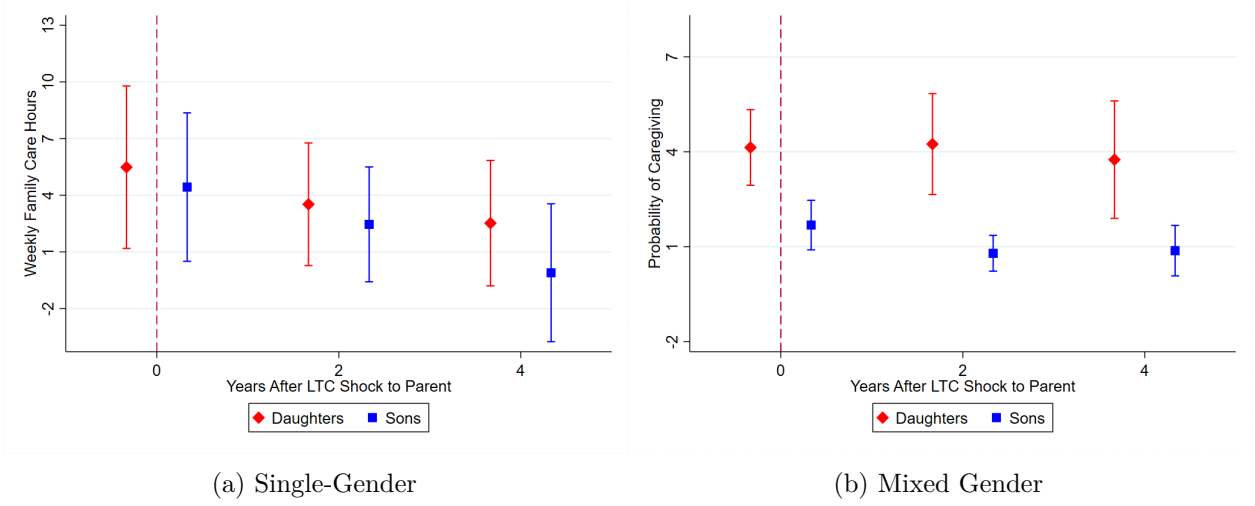 13
10
7
4
1
-2
Weekly Family Care Hours
0 2 4
Years After LTC Shock to Parent
Daughters Sons
(a) Single-Gender
7
4
1
-2
Probability of Caregiving
0 2 4
Years After LTC Shock to Parent
Daughters Sons
(b) Mixed Gender